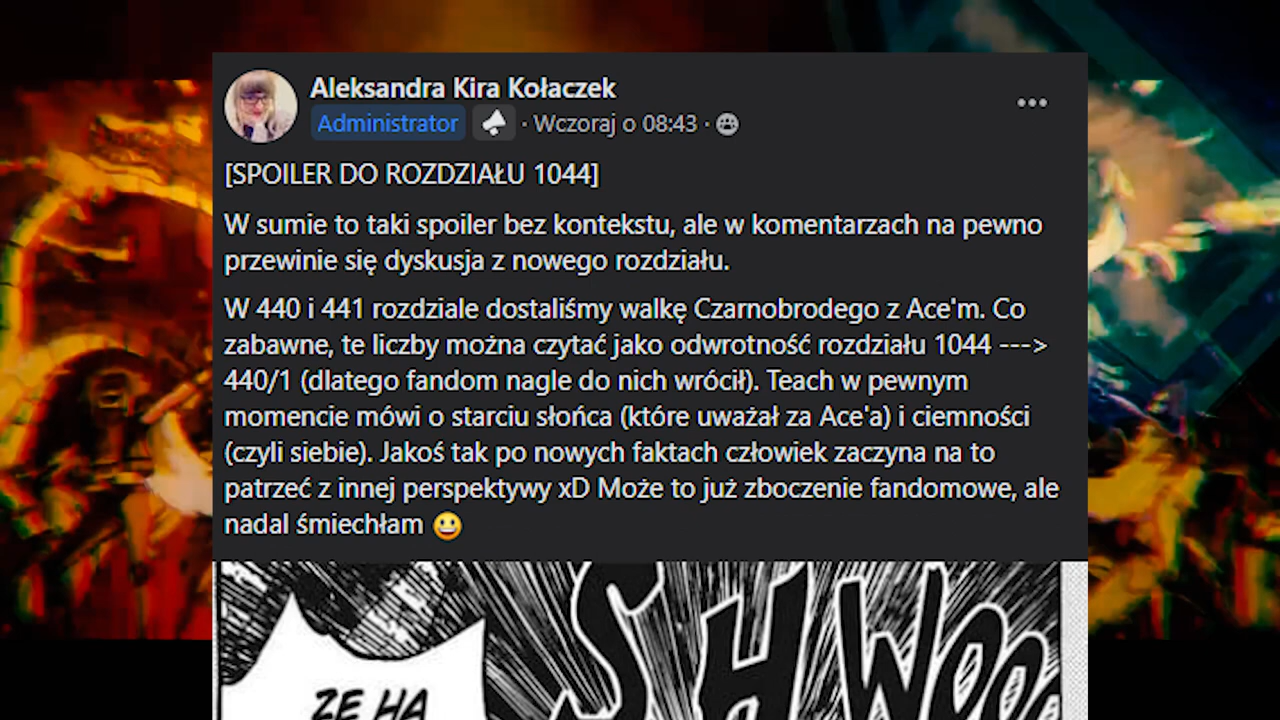 Aleksandra Kira Kołaczek
Administrator · Wczoraj o 08:43 ·
[SPOILER DO ROZDZIAŁU 1044]
W sumie to taki spoiler bez kontekstu, ale w komentarzach na pewno
przewinie się dyskusja z nowego rozdziału.
W 440 i 441 rozdziale dostaliśmy walkę Czarnobrodego z Ace'm. Co
zabawne, te liczby można czytać jako odwrotność rozdziału 1044 --->
440/1 (dlatego fandom nagle do nich wrócił). Teach w pewnym
momencie mówi o starciu słońca (które uważał za Ace'a) i ciemności
(czyli siebie). Jakoś tak po nowych faktach człowiek zaczyna na to
patrzeć z innej perspektywy xD Może to już zboczenie fandomowe, ale
nadal śmiechłam 😀
SHWOOO
ZE HA